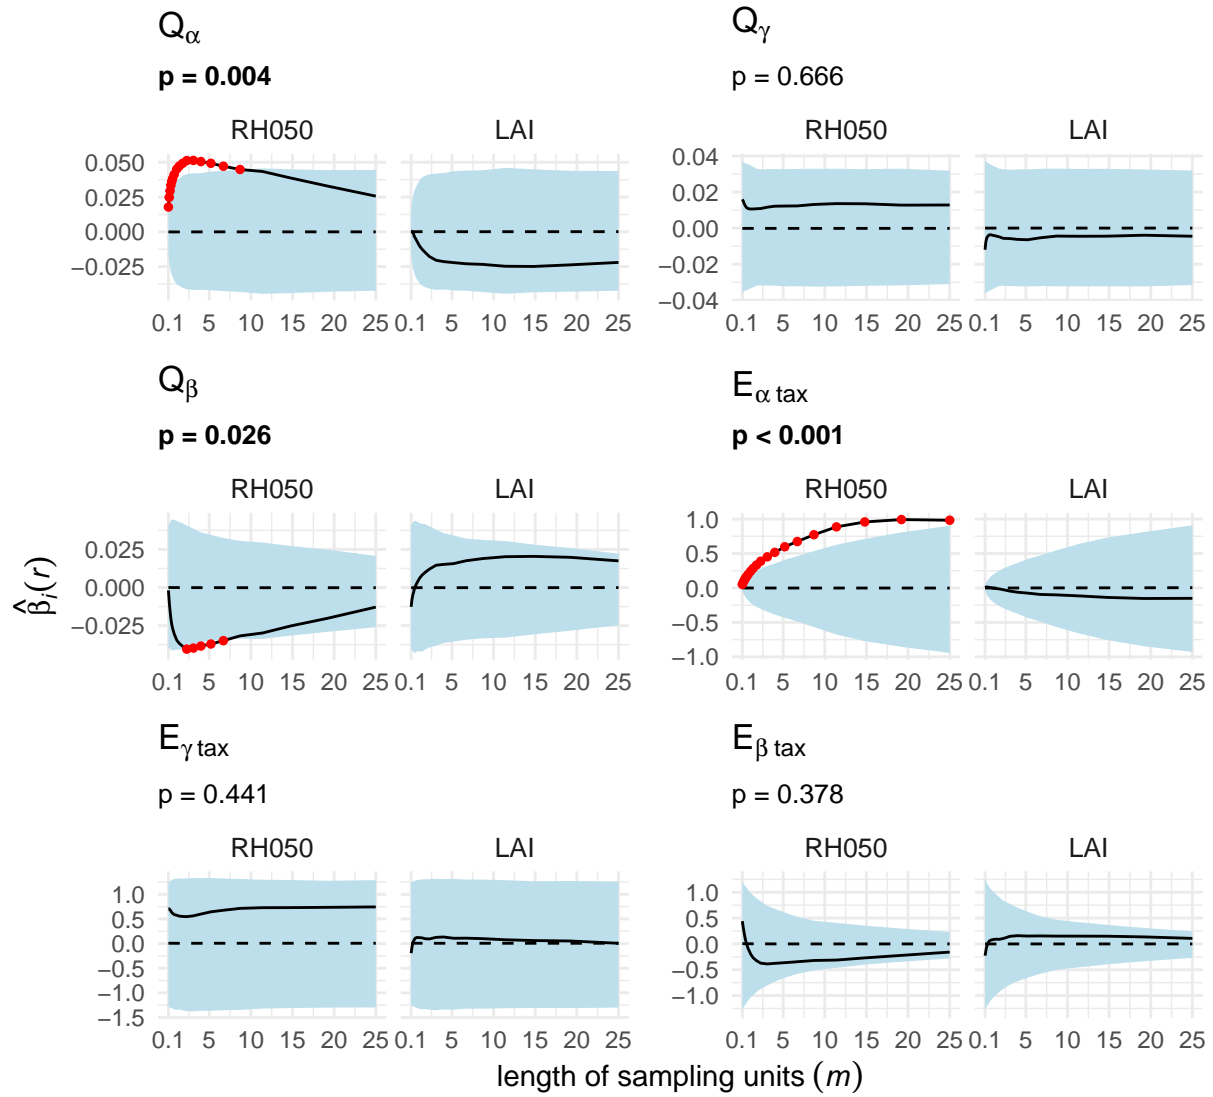 Qα Qγ
p = 0.004 p = 0.666
RH050 LAI RH050 LAI
0.050
0.025
0.000
−0.025
0.04
0.02
0.00
−0.02
−0.04
0.1 5 10 15 20 25 0.1 5 10 15 20 25 0.1 5 10 15 20 25 0.1 5 10 15 20 25
Qβ Eα tax
p = 0.026 p < 0.001
RH050 LAI RH050 LAI
0.025
0.000
−0.025
1.0
0.5
0.0
−0.5
−1.0
0.1 5 10 15 20 25 0.1 5 10 15 20 25 0.1 5 10 15 20 25 0.1 5 10 15 20 25
β̂i(r)
Eγ tax Eβ tax
p = 0.441 p = 0.378
RH050 LAI RH050 LAI
1.0
0.5
0.0
−0.5
−1.0
−1.5
1.0
0.5
0.0
−0.5
−1.0
0.1 5 10 15 20 25 0.1 5 10 15 20 25 0.1 5 10 15 20 25 0.1 5 10 15 20 25
length of sampling units (m)